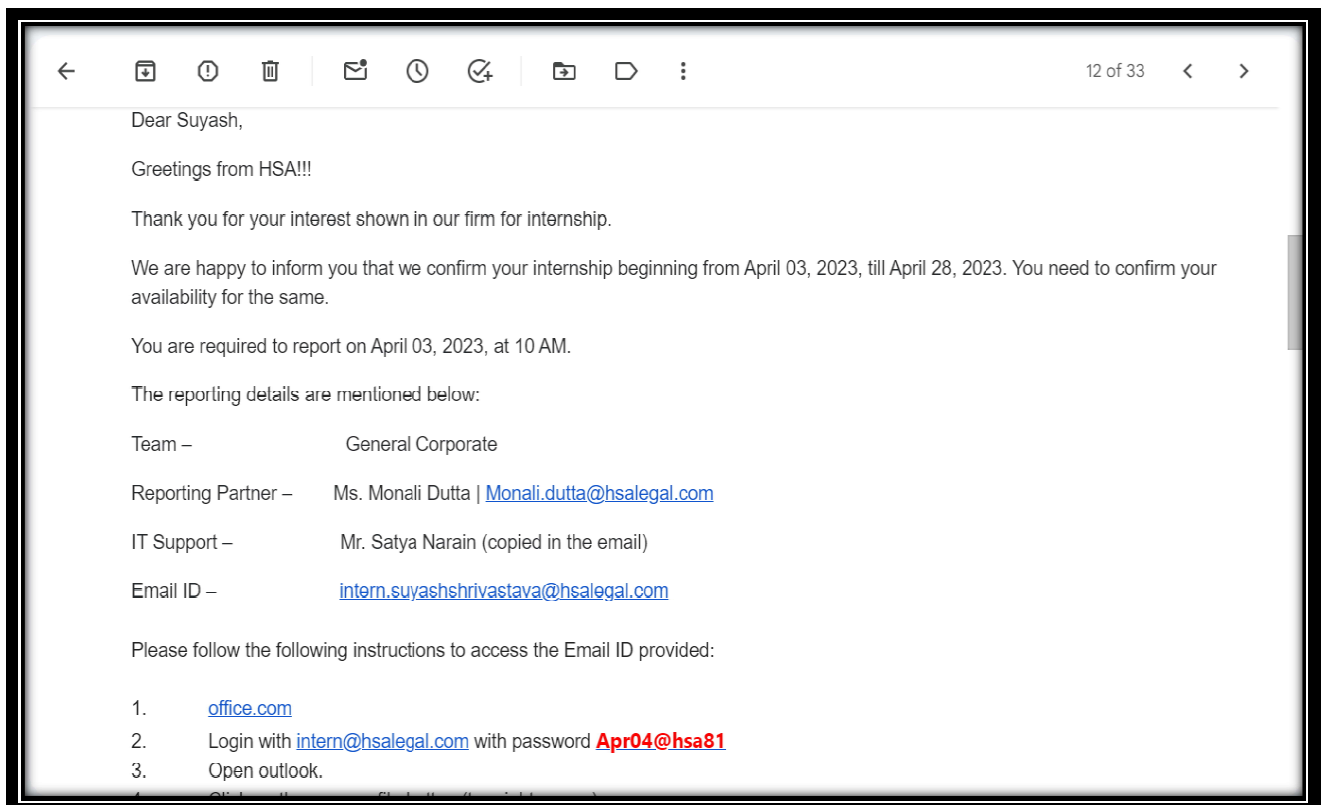 12 of 33
Dear Suyash,
Greetings from HSA!!!
Thank you for your interest shown in our firm for internship.
We are happy to inform you that we confirm your internship beginning from April 03, 2023, till April 28, 2023. You need to confirm your
availability for the same.
You are required to report on April 03, 2023, at 10 AM.
The reporting details are mentioned below:
Team – General Corporate
Reporting Partner – Ms. Monali Dutta | Monali.dutta@hsalegal.com
IT Support – Mr. Satya Narain (copied in the email)
Email ID – intern.suyashshrivastava@hsalegal.com
Please follow the following instructions to access the Email ID provided:
1. office.com
2. Login with intern@hsalegal.com with password Apr04@hsa81
3. Open outlook.